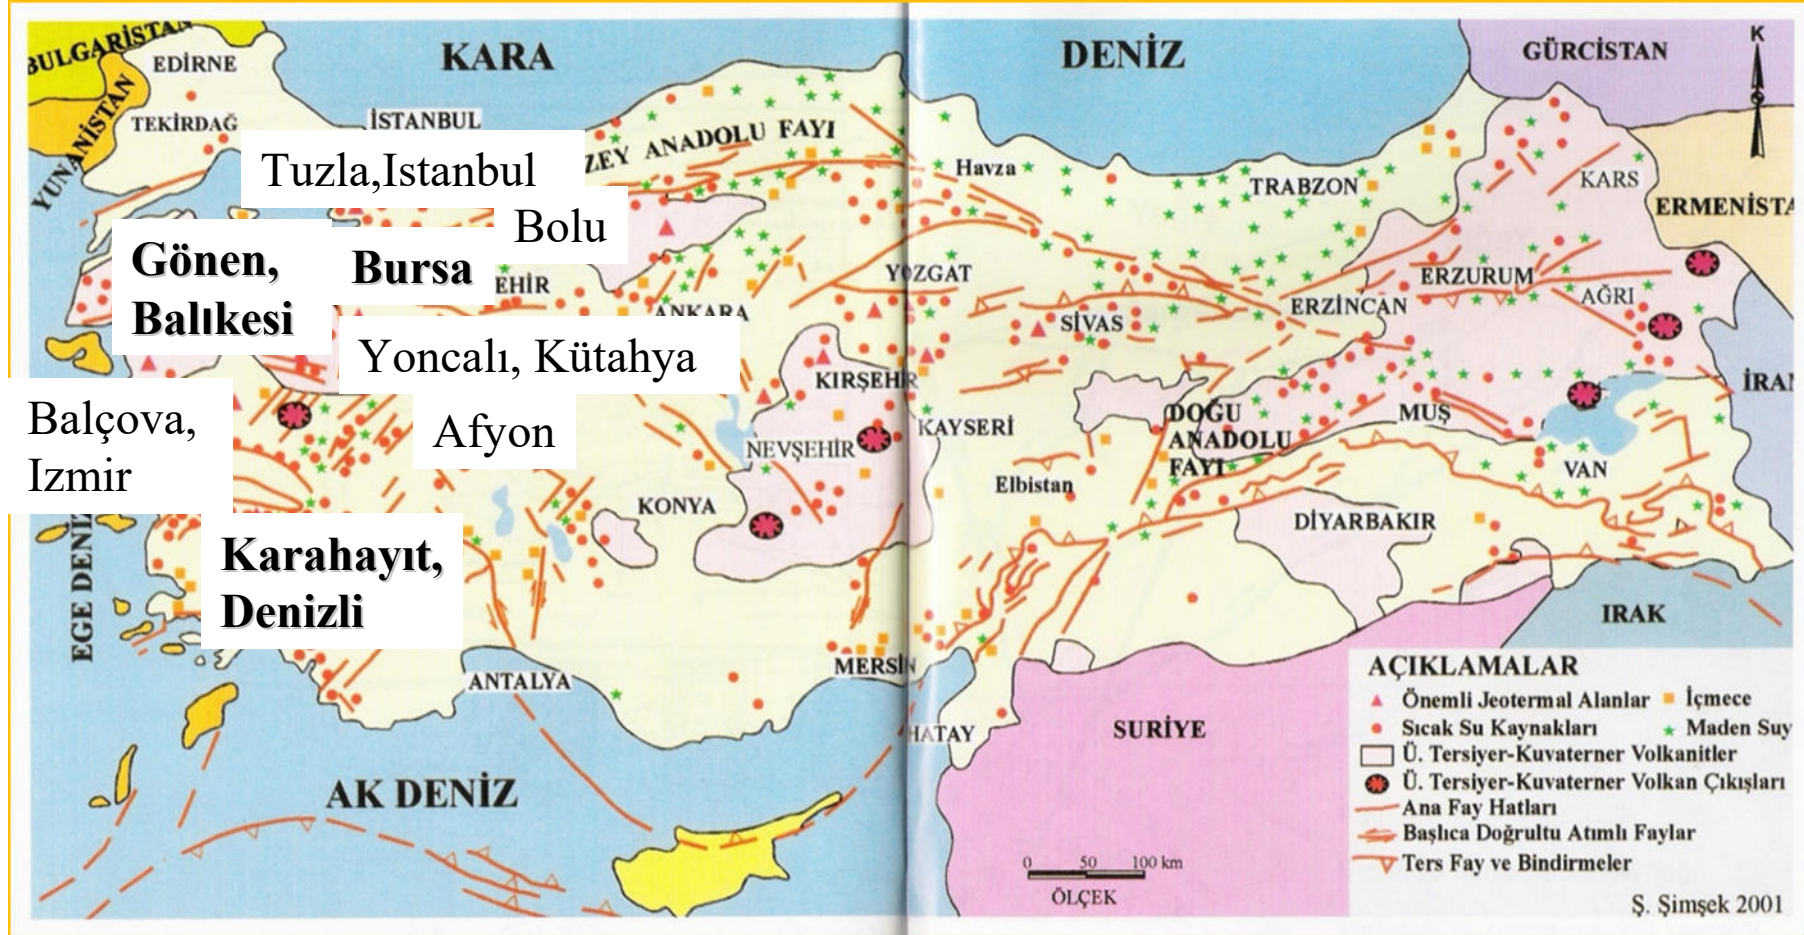 BULGARİSTAN
EDİRNE
KARA
DENİZ
GÜRCİSTAN
K
YUNANİSTAN
TEKİRDAĞ
İSTANBUL
ZEY ANADOLU FAYI
Tuzla,Istanbul
Havza
TRABZON
KARS
ERMENİSTA
Bolu
Gönen,
Balıkesi
Bursa
EHİR
ANKARA
YOZGAT
SİVAS
ERZİNCAN
ERZURUM
AĞRI
Yoncalı, Kütahya
KIRŞEHİR
İRAN
Balçova,
Izmir
Afyon
NEVŞEHİR
KAYSERİ
DOĞU
ANADOLU
FAYI
MUŞ
VAN
Elbistan
KONYA
DİYARBAKIR
EGE DENİZ
Karahayıt,
Denizli
IRAK
ANTALYA
MERSİN
HATAY
SURİYE
AK DENİZ
AÇIKLAMALAR
Önemli Jeotermal Alanlar
İçmece
Sıcak Su Kaynakları
Maden Suy
Ü. Tersiyer-Kuvaterner Volkanitler
Ü. Tersiyer-Kuvaterner Volkan Çıkışları
Ana Fay Hatları
Başlıca Doğrultu Atımlı Faylar
Ters Fay ve Bindirmeler
0 50 100 km
ÖLÇEK
Ş. Şimşek 2001